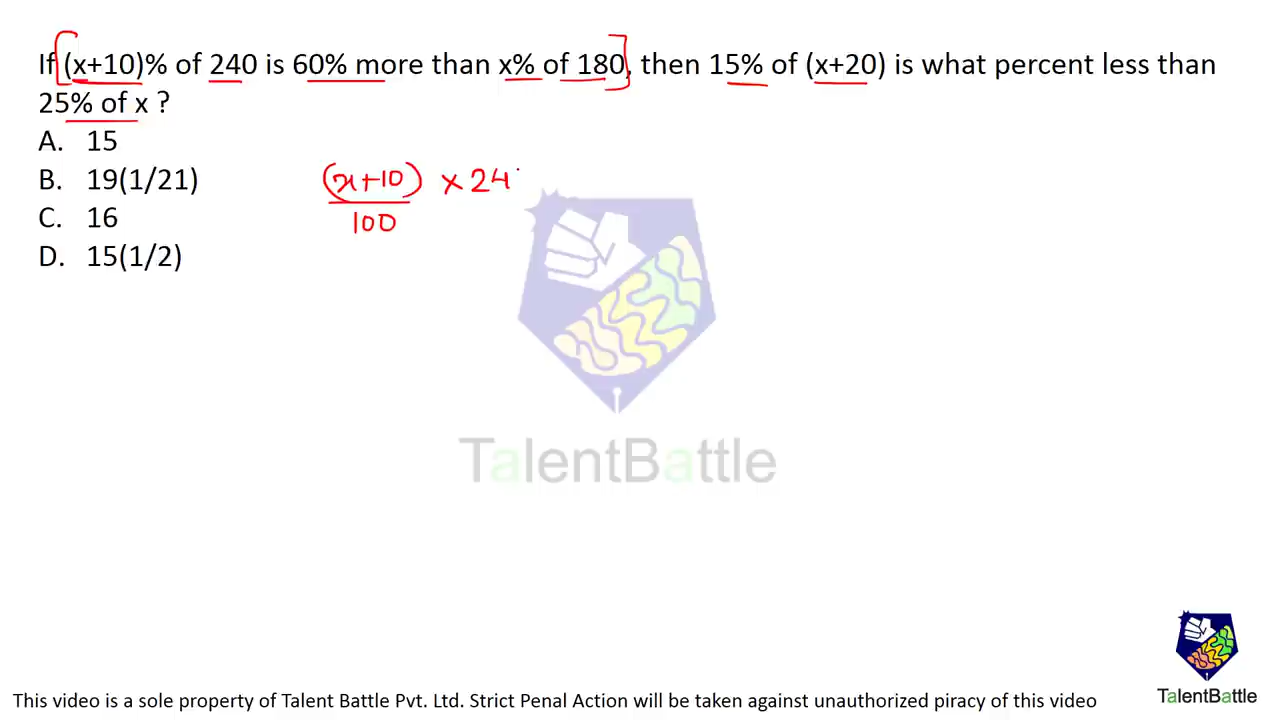 If (x+10)% of 240 is 60% more than x% of 180, then 15% of (x+20) is what percent less than
25% of x ?
A. 15
B. 19(1/21)
C. 16
D. 15(1/2)
(x+10) × 24
100
TalentBattle
TalentBattle
This video is a sole property of Talent Battle Pvt. Ltd. Strict Penal Action will be taken against unauthorized piracy of this video